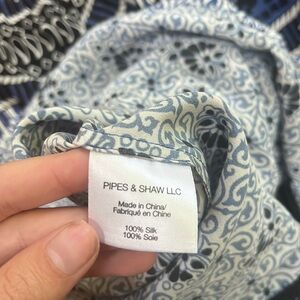 PIPES & SHAW LLC
Made in China/
Fabriqué en Chine
100% Silk
100% Soie